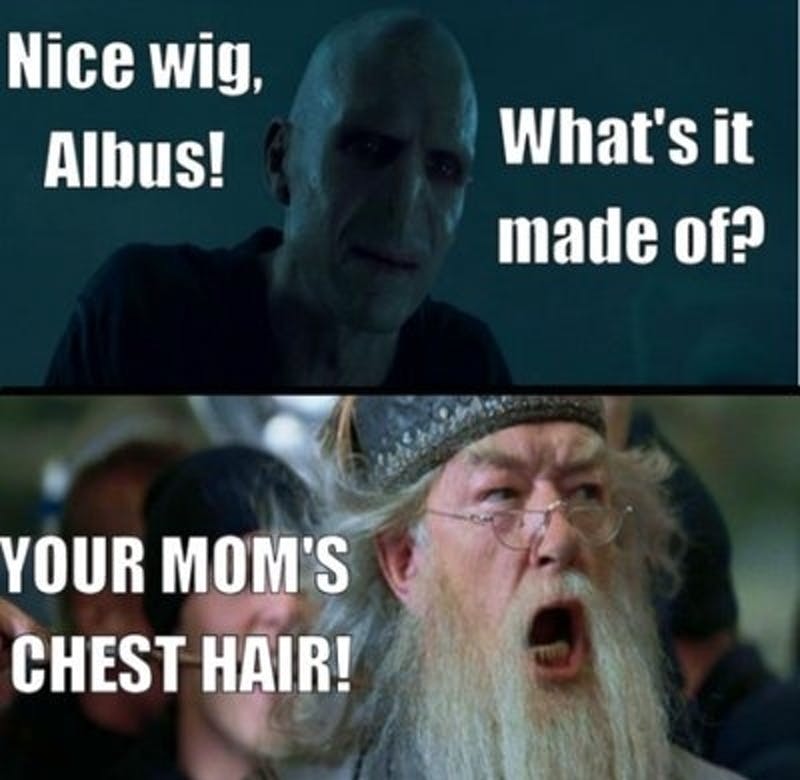 Nice wig,
Albus!
What's it
made of?
YOUR MOM'S
CHEST HAIR!